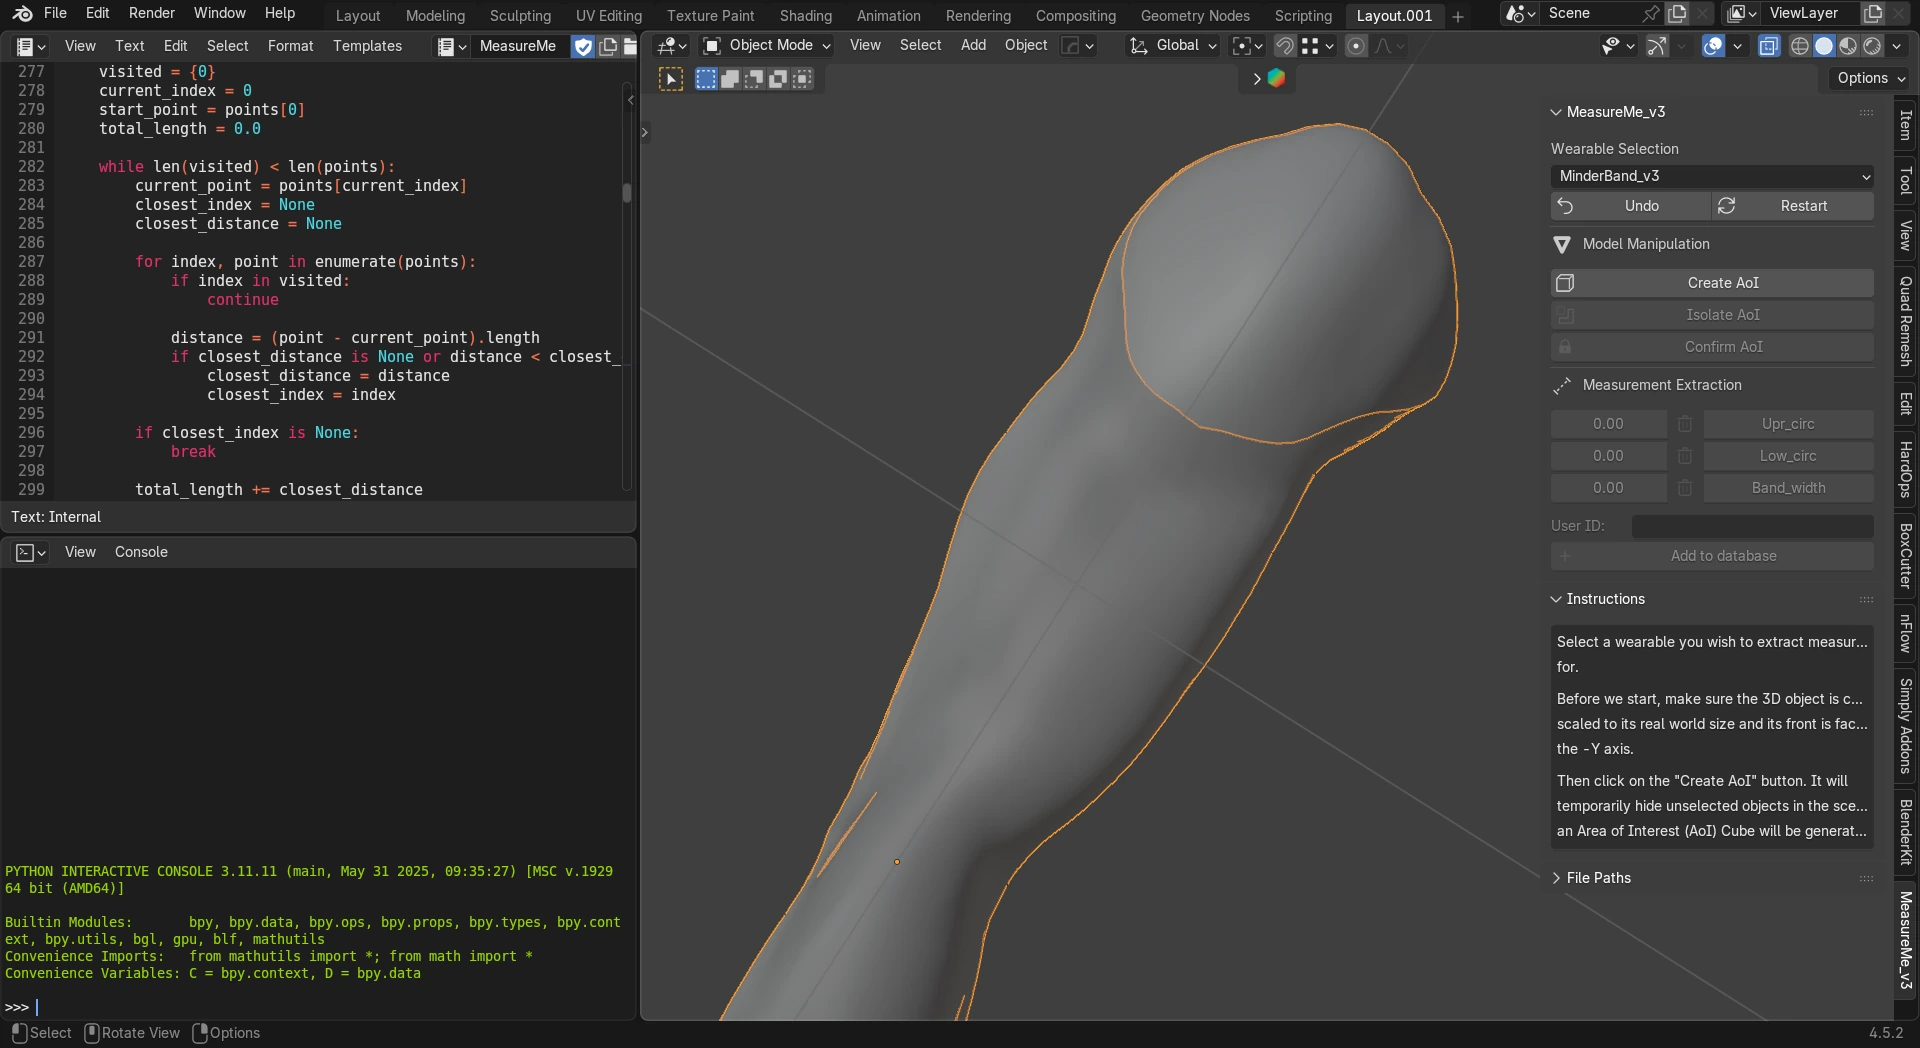 File Edit Render Window Help Layout Modeling Sculpting UV Editing Texture Paint Shading Animation Rendering Compositing Geometry Nodes Scripting Layout.001 + Scene ViewLayer
View Text Edit Select Format Templates MeasureMe
277 visited = {0}
278 current_index = 0
279 start_point = points[0]
280 total_length = 0.0
281
282 while len(visited) < len(points):
283 current_point = points[current_index]
284 closest_index = None
285 closest_distance = None
286
287 for index, point in enumerate(points):
288 if index in visited:
289 continue
290
291 distance = (point - current_point).length
292 if closest_distance is None or distance < closest_
293 closest_distance = distance
294 closest_index = index
295
296 if closest_index is None:
297 break
298
299 total_length += closest_distance
Text: Internal
View Console
PYTHON INTERACTIVE CONSOLE 3.11.11 (main, May 31 2025, 09:35:27) [MSC v.1929
64 bit (AMD64)]
Builtin Modules: bpy, bpy.data, bpy.ops, bpy.props, bpy.types, bpy.cont
ext, bpy.utils, bgl, gpu, blf, mathutils
Convenience Imports: from mathutils import *; from math import *
Convenience Variables: C = bpy.context, D = bpy.data
>>>
Object Mode View Select Add Object Global
Options
MeasureMe_v3
Wearable Selection
MinderBand_v3
Undo Restart
Model Manipulation
Create AoI
Isolate AoI
Confirm AoI
Measurement Extraction
0.00 Upr_circ
0.00 Low_circ
0.00 Band_width
User ID:
Add to database
Instructions
Select a wearable you wish to extract measur...
for.
Before we start, make sure the 3D object is c...
scaled to its real world size and its front is fac...
the -Y axis.
Then click on the "Create AoI" button. It will
temporarily hide unselected objects in the sce...
an Area of Interest (AoI) Cube will be generat...
File Paths
Item
Tool
View
Quad Remesh
Edit
HardOps
BoxCutter
nFlow
Simply Addons
BlenderKit
MeasureMe_v3
Select Rotate View Options 4.5.2